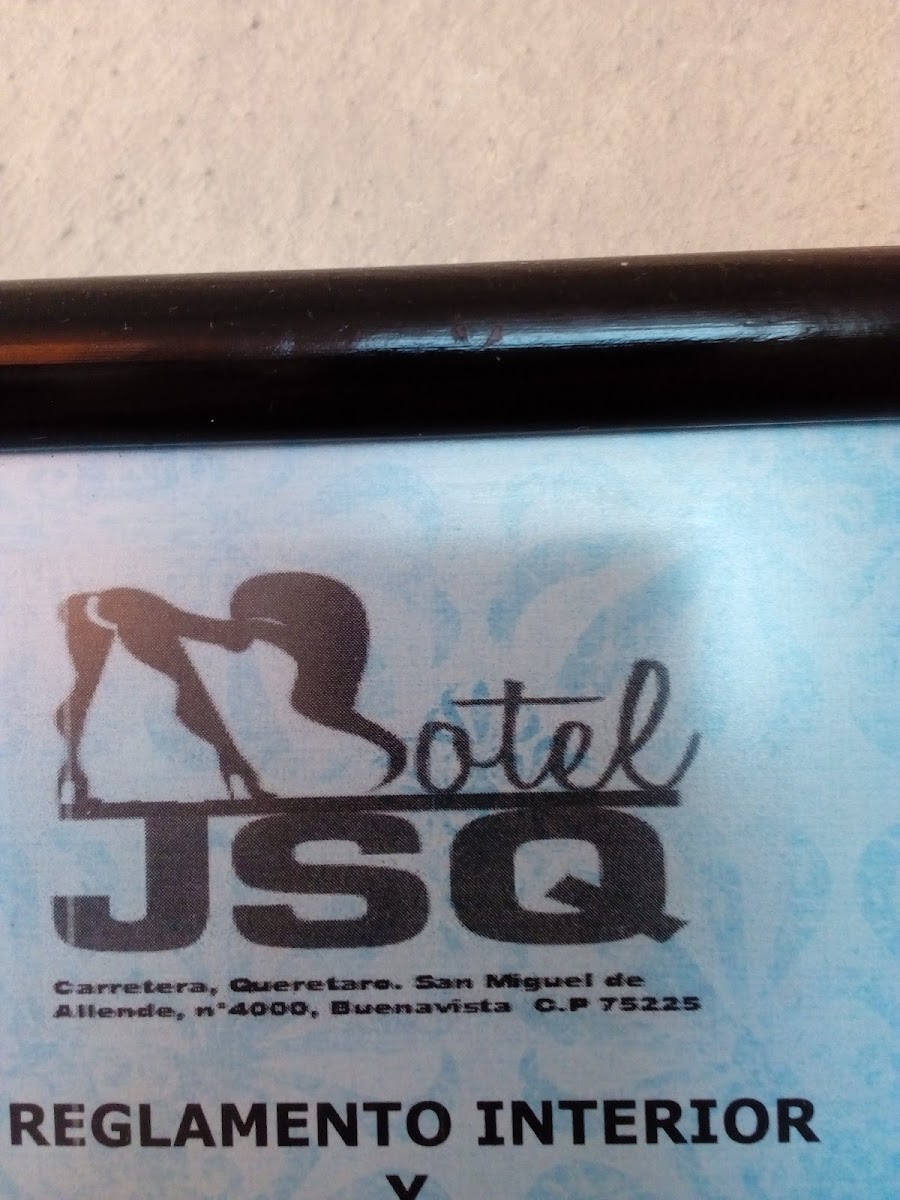 Motel
JSQ
Carretera, Queretaro. San Miguel de
Allende, n°4000, Buenavista C.P 75225
REGLAMENTO INTERIOR
Y